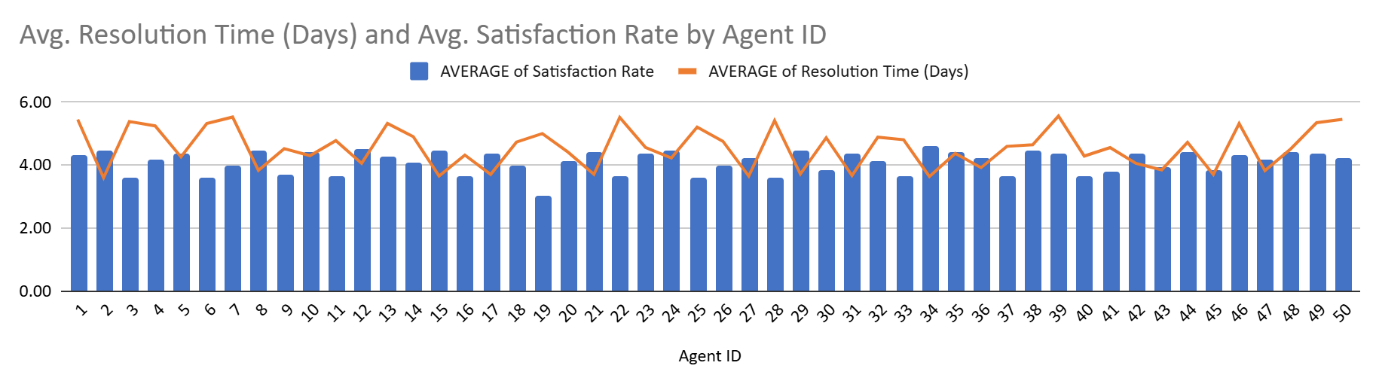 Avg. Resolution Time (Days) and Avg. Satisfaction Rate by Agent ID
AVERAGE of Satisfaction Rate AVERAGE of Resolution Time (Days)
6.00
4.00
2.00
0.00
1 2 3 4 5 6 7 8 9 10 11 12 13 14 15 16 17 18 19 20 21 22 23 24 25 26 27 28 29 30 31 32 33 34 35 36 37 38 39 40 41 42 43 44 45 46 47 48 49 50
Agent ID